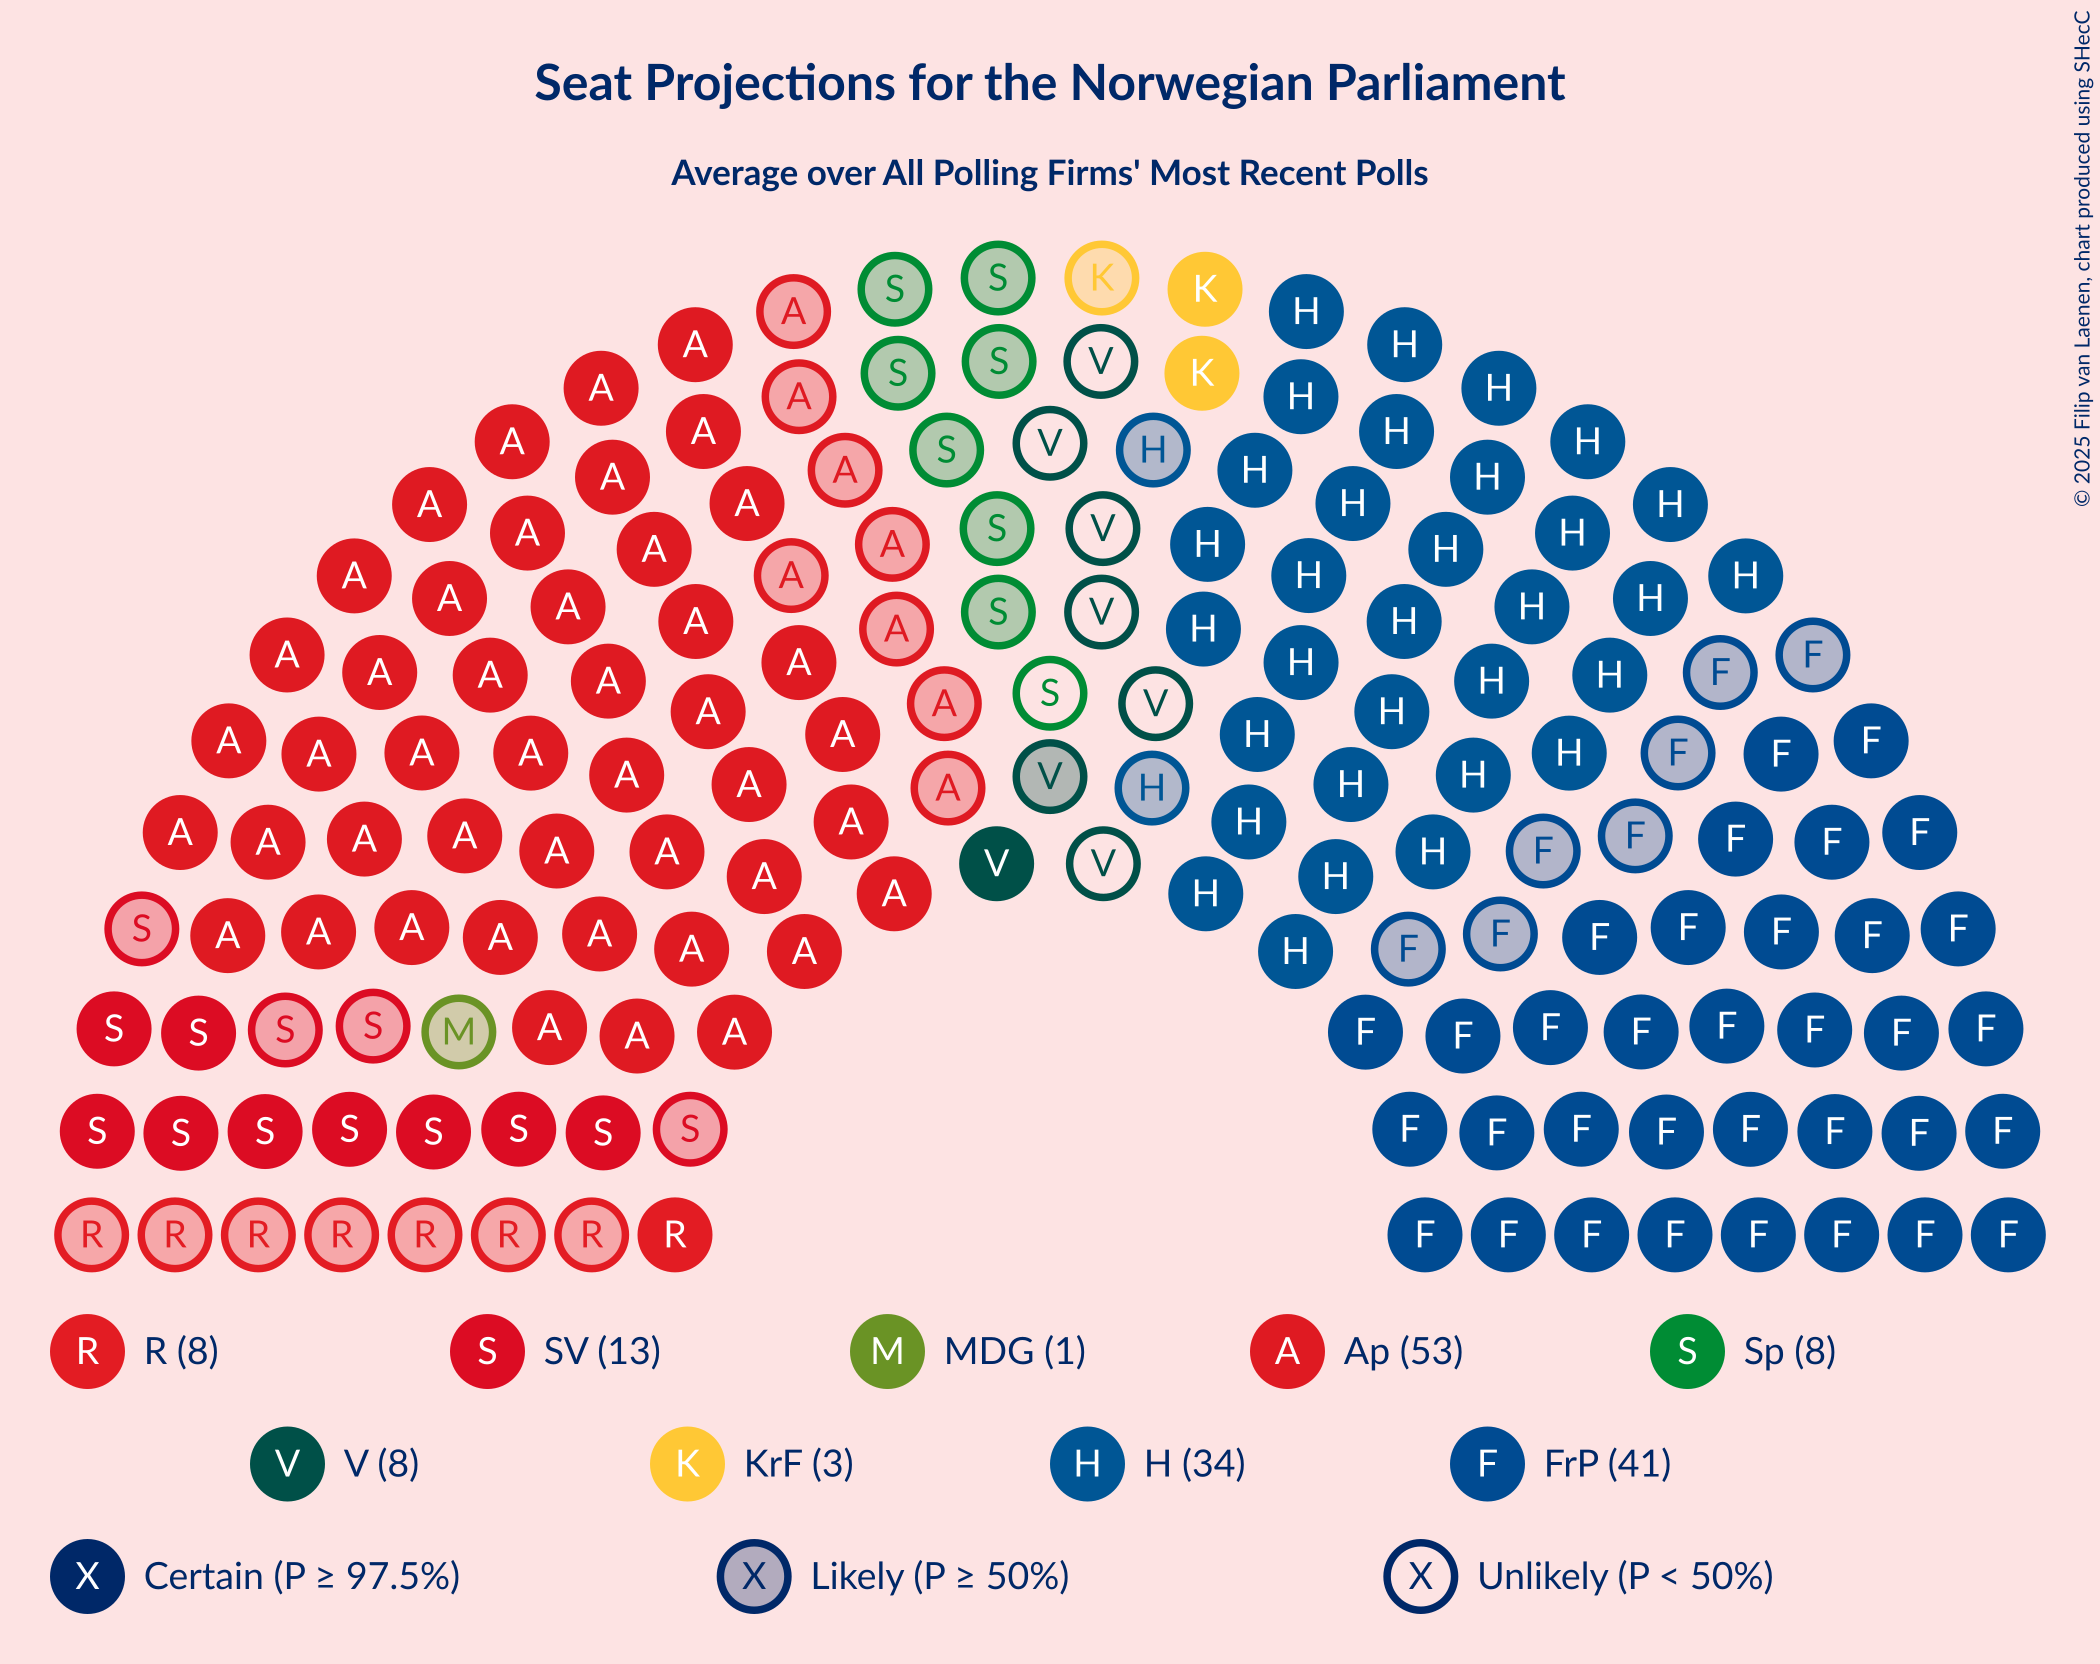 Seat Projections for the Norwegian Parliament
Average over All Polling Firms' Most Recent Polls
© 2025 Filip van Laenen, chart produced using SHecC
S S K K H
A H
A S S V K H H
A A H
A A S V H H H H
A A H H
A A A S V H H H H
A A A H H H
A A A S V H H H F F
A A A S V H H H
A A A A A V H H H H F F F
A A A A A A V H H H H F F F F F
A A A A A A A A V V H H H F F F F F
S A A A A A A A H F F F F F F F
S S S S M A A A F F F F F F F F
S S S S S S S S F F F F F F F F
R R R R R R R R F F F F F F F F
R R (8) S SV (13) M MDG (1) A Ap (53) S Sp (8)
V V (8) K KrF (3) H H (34) F FrP (41)
X Certain (P ≥ 97.5%) X Likely (P ≥ 50%) X Unlikely (P < 50%)